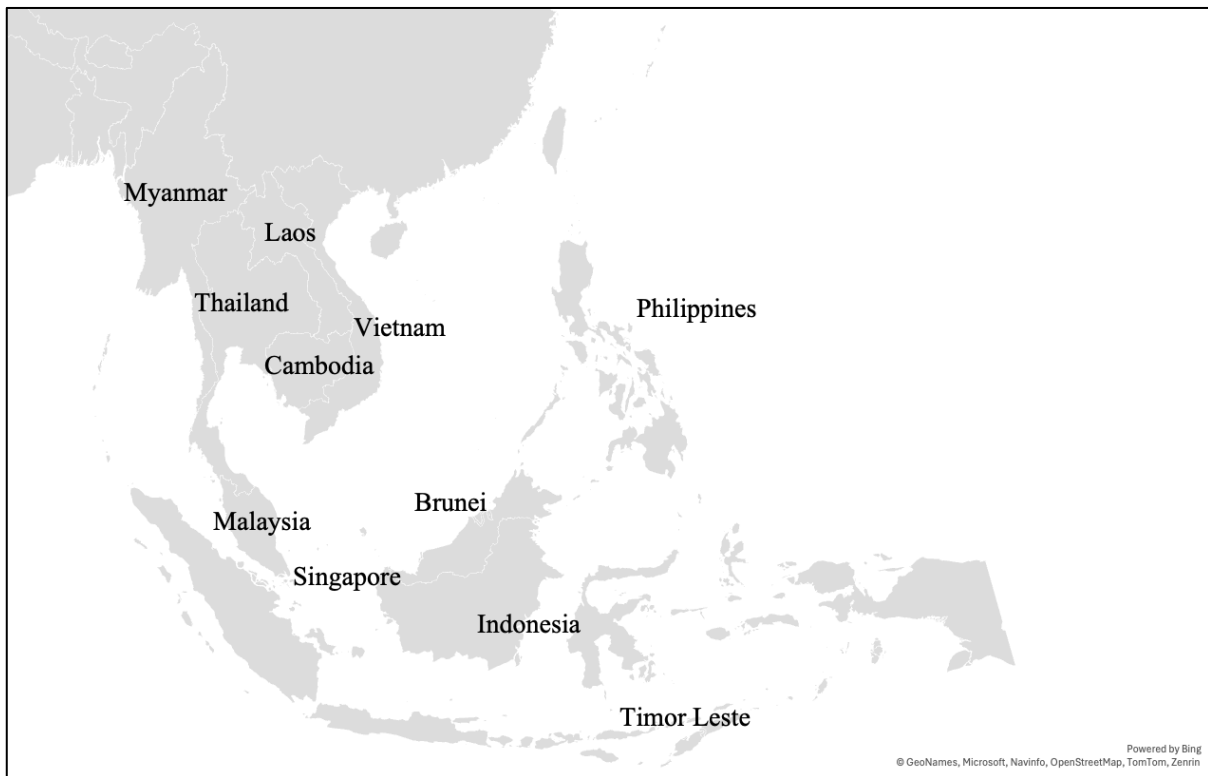 Myanmar
Laos
Thailand
Philippines
Vietnam
Cambodia
Brunei
Malaysia
Singapore
Indonesia
Timor Leste
Powered by Bing
© GeoNames, Microsoft, Navinfo, OpenStreetMap, TomTom, Zenrin